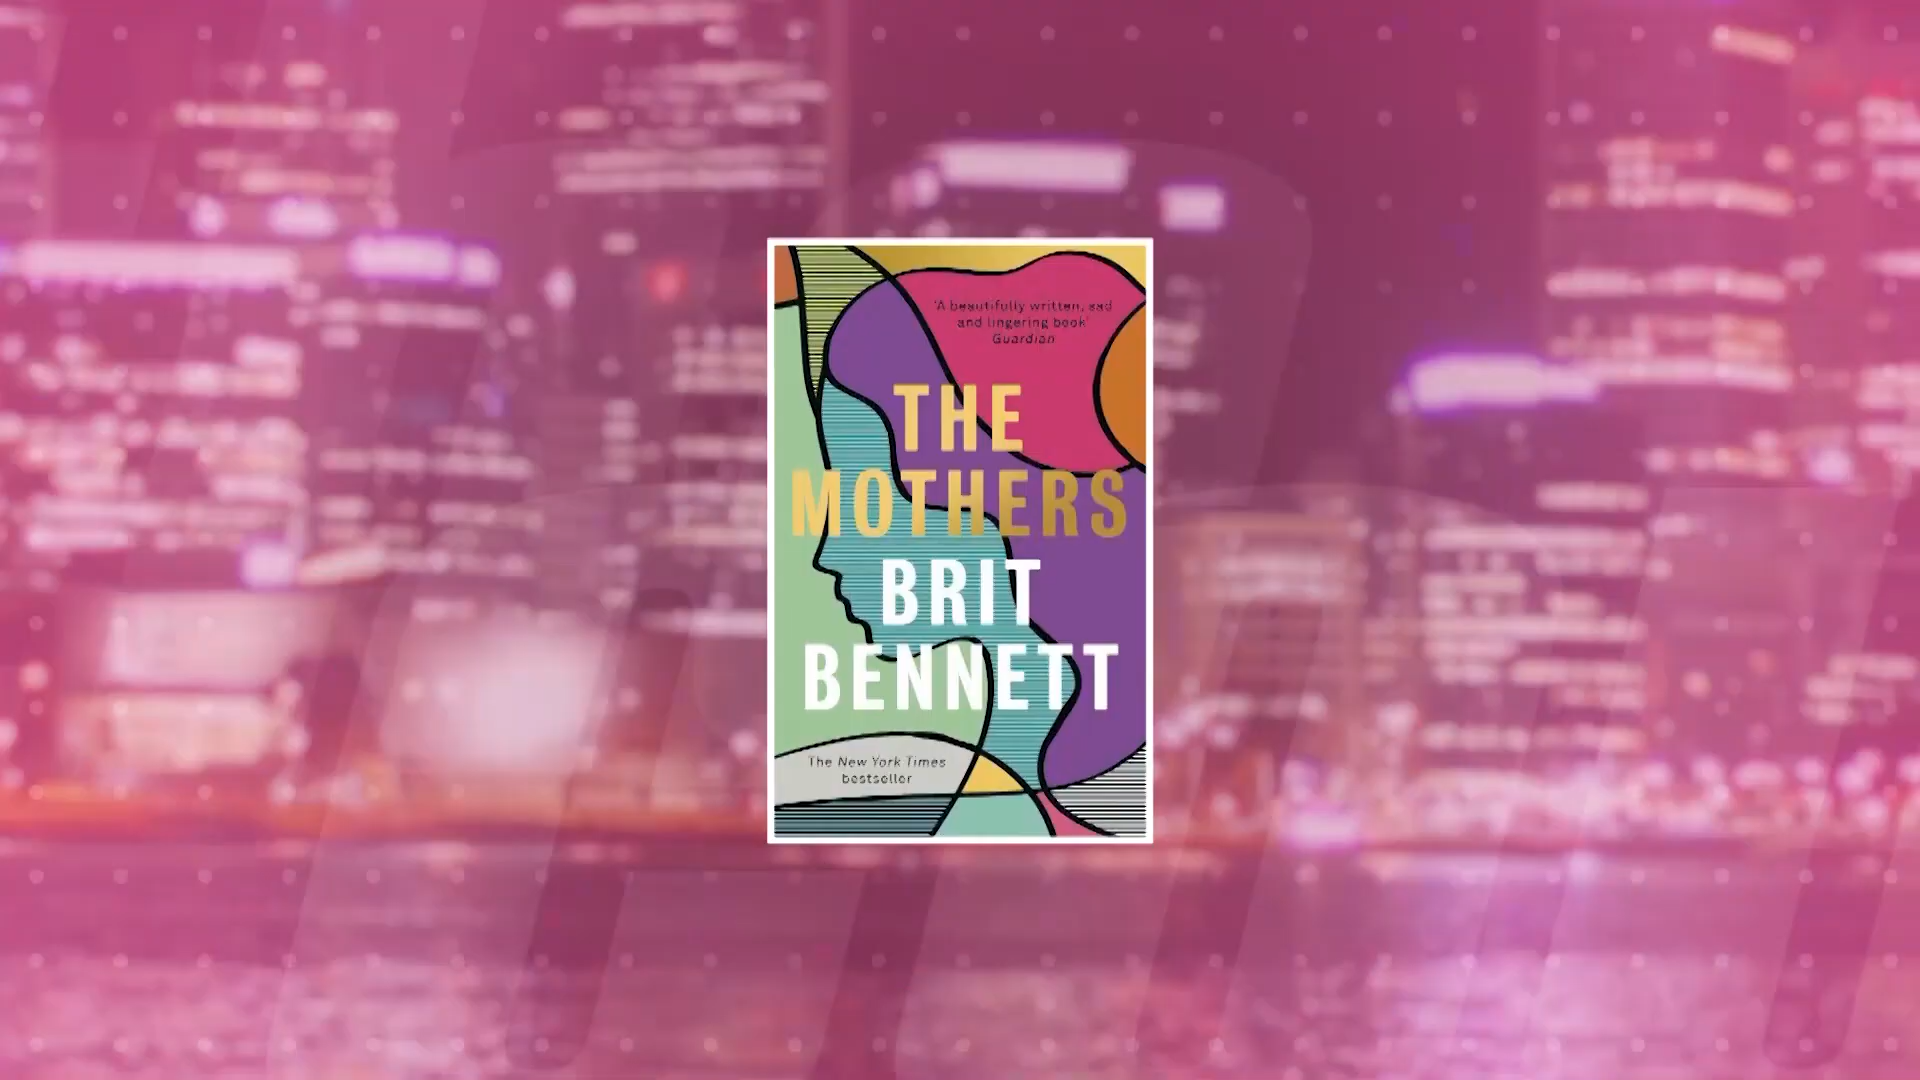 'A beautifully written, sad
and lingering book'
Guardian
THE
MOTHERS
BRIT
BENNETT
The New York Times
bestseller